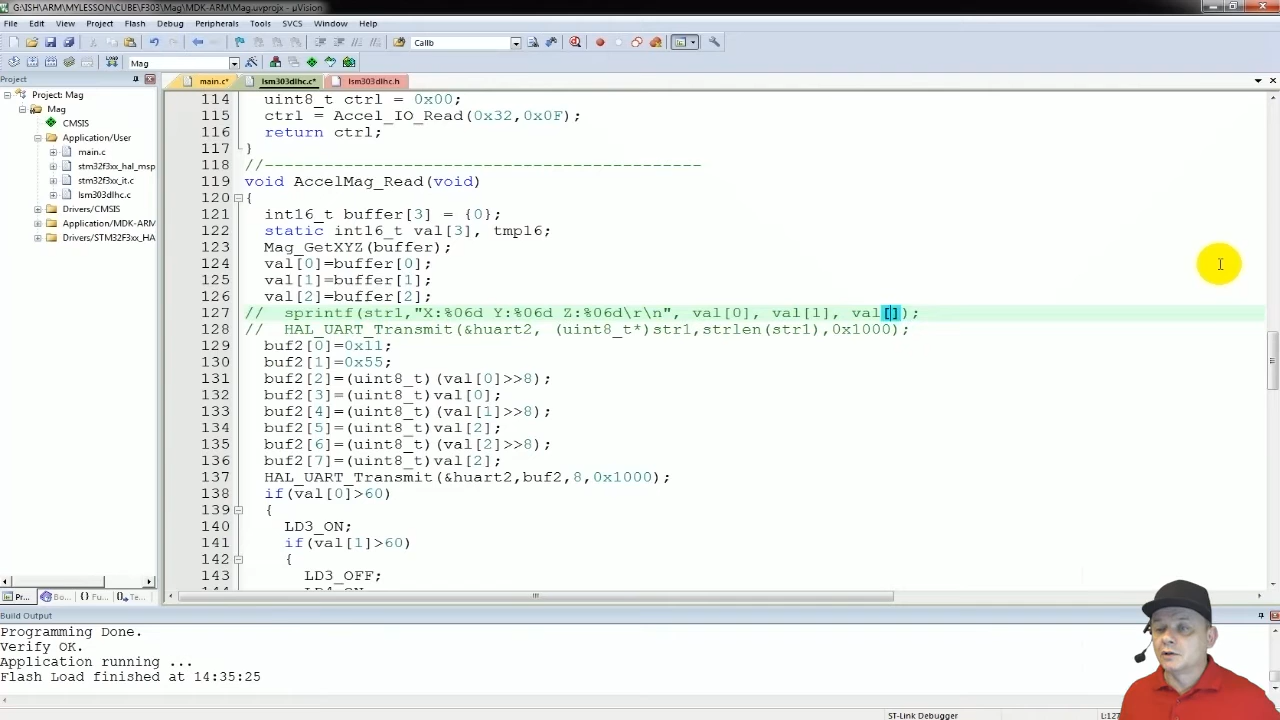 G:\ISH\ARM\MYLESSON\CUBE\F303\Mag\MDK-ARM\Mag.uvprojx - µVision
File Edit View Project Flash Debug Peripherals Tools SVCS Window Help
Callb
Mag
Project
main.c* lsm303dlhc.c* lsm303dlhc.h
Project: Mag
Mag
CMSIS
Application/User
main.c
stm32f3xx_hal_msp
stm32f3xx_it.c
lsm303dlhc.c
Drivers/CMSIS
Application/MDK-ARM
Drivers/STM32F3xx_HA
114 uint8_t ctrl = 0x00;
115 ctrl = Accel_IO_Read(0x32,0x0F);
116 return ctrl;
117 }
118 //--------------------------------------------
119 void AccelMag_Read(void)
120 {
121 int16_t buffer[3] = {0};
122 static int16_t val[3], tmp16;
123 Mag_GetXYZ(buffer);
124 val[0]=buffer[0];
125 val[1]=buffer[1];
126 val[2]=buffer[2];
127 // sprintf(str1,"X:%06d Y:%06d Z:%06d\r\n", val[0], val[1], val[]);
128 // HAL_UART_Transmit(&huart2, (uint8_t*)str1,strlen(str1),0x1000);
129 buf2[0]=0x11;
130 buf2[1]=0x55;
131 buf2[2]=(uint8_t)(val[0]>>8);
132 buf2[3]=(uint8_t)val[0];
133 buf2[4]=(uint8_t)(val[1]>>8);
134 buf2[5]=(uint8_t)val[2];
135 buf2[6]=(uint8_t)(val[2]>>8);
136 buf2[7]=(uint8_t)val[2];
137 HAL_UART_Transmit(&huart2,buf2,8,0x1000);
138 if(val[0]>60)
139 {
140 LD3_ON;
141 if(val[1]>60)
142 {
143 LD3_OFF;
Pr... Bo... Fu... Te...
Build Output
Programming Done.
Verify OK.
Application running ...
Flash Load finished at 14:35:25
ST-Link Debugger
L:127